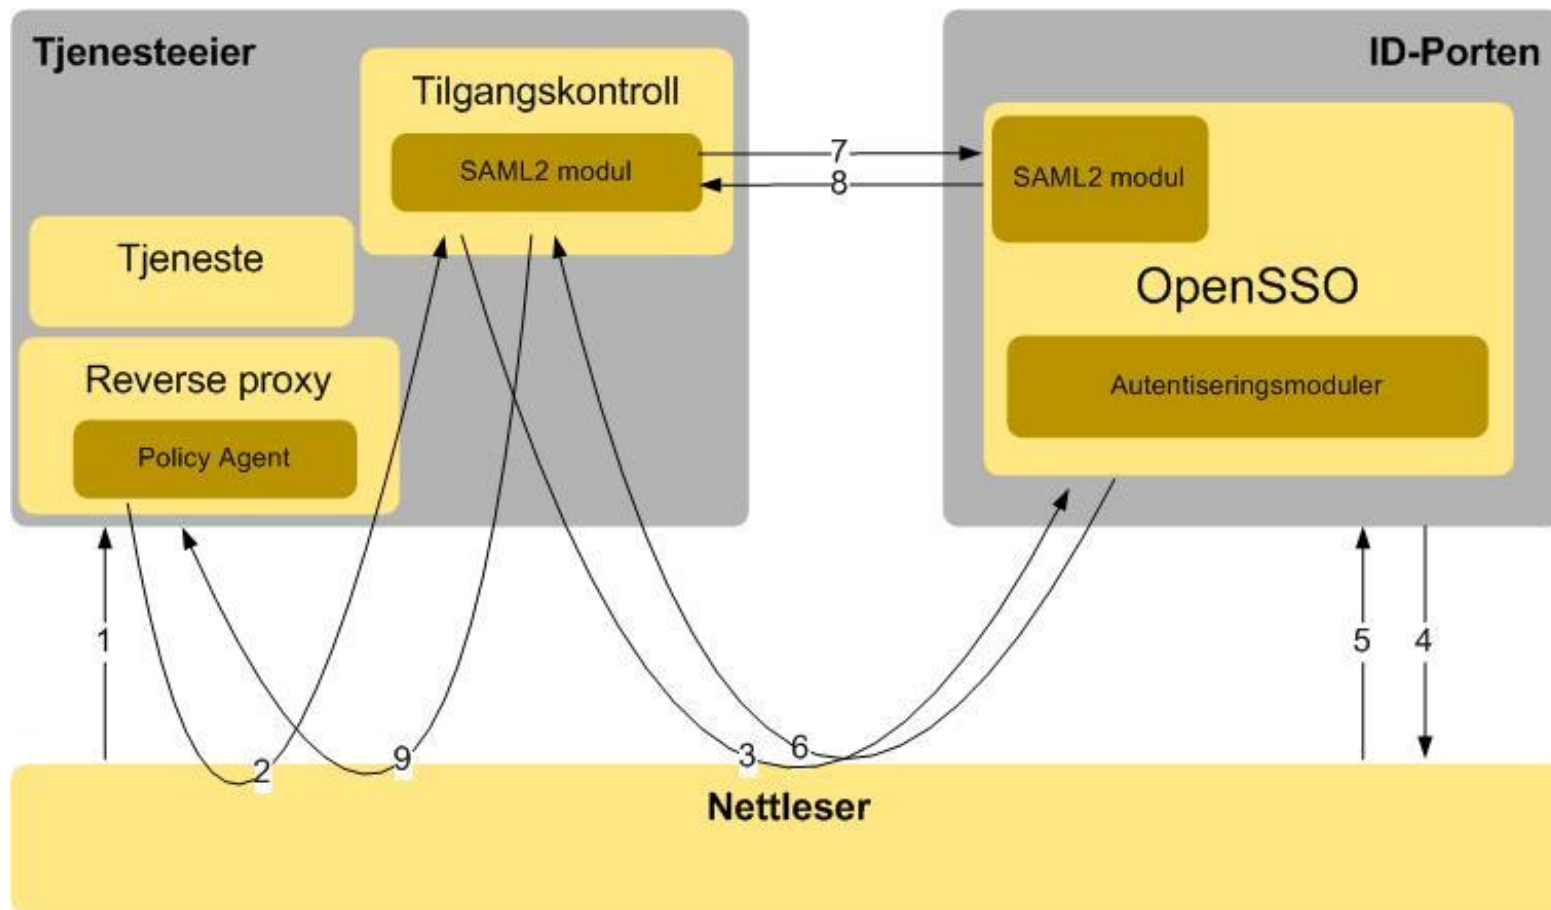 Tjenesteeier
Tilgangskontroll
SAML2 modul
Tjeneste
Reverse proxy
Policy Agent
7
8
ID-Porten
SAML2 modul
OpenSSO
Autentiseringsmoduler
1
2
9
3
6
5
4
Nettleser